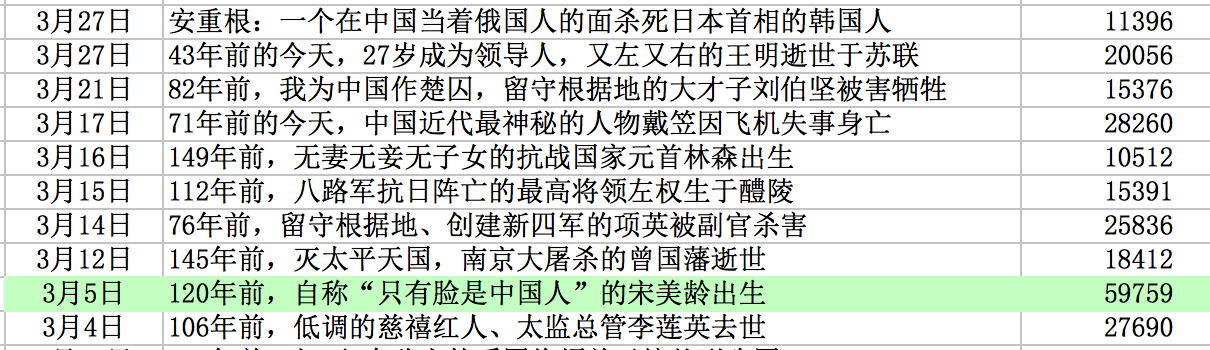 3月27日 安重根：一个在中国当着俄国人的面杀死日本首相的韩国人 11396
3月27日 43年前的今天，27岁成为领导人，又左又右的王明逝世于苏联 20056
3月21日 82年前，我为中国作楚囚，留守根据地的大才子刘伯坚被害牺牲 15376
3月17日 71年前的今天，中国近代最神秘的人物戴笠因飞机失事身亡 28260
3月16日 149年前，无妻无妾无子女的抗战国家元首林森出生 10512
3月15日 112年前，八路军抗日阵亡的最高将领左权生于醴陵 15391
3月14日 76年前，留守根据地、创建新四军的项英被副官杀害 25836
3月12日 145年前，灭太平天国，南京大屠杀的曾国藩逝世 18412
3月5日 120年前，自称“只有脸是中国人”的宋美龄出生 59759
3月4日 106年前，低调的慈禧红人、太监总管李莲英去世 27690